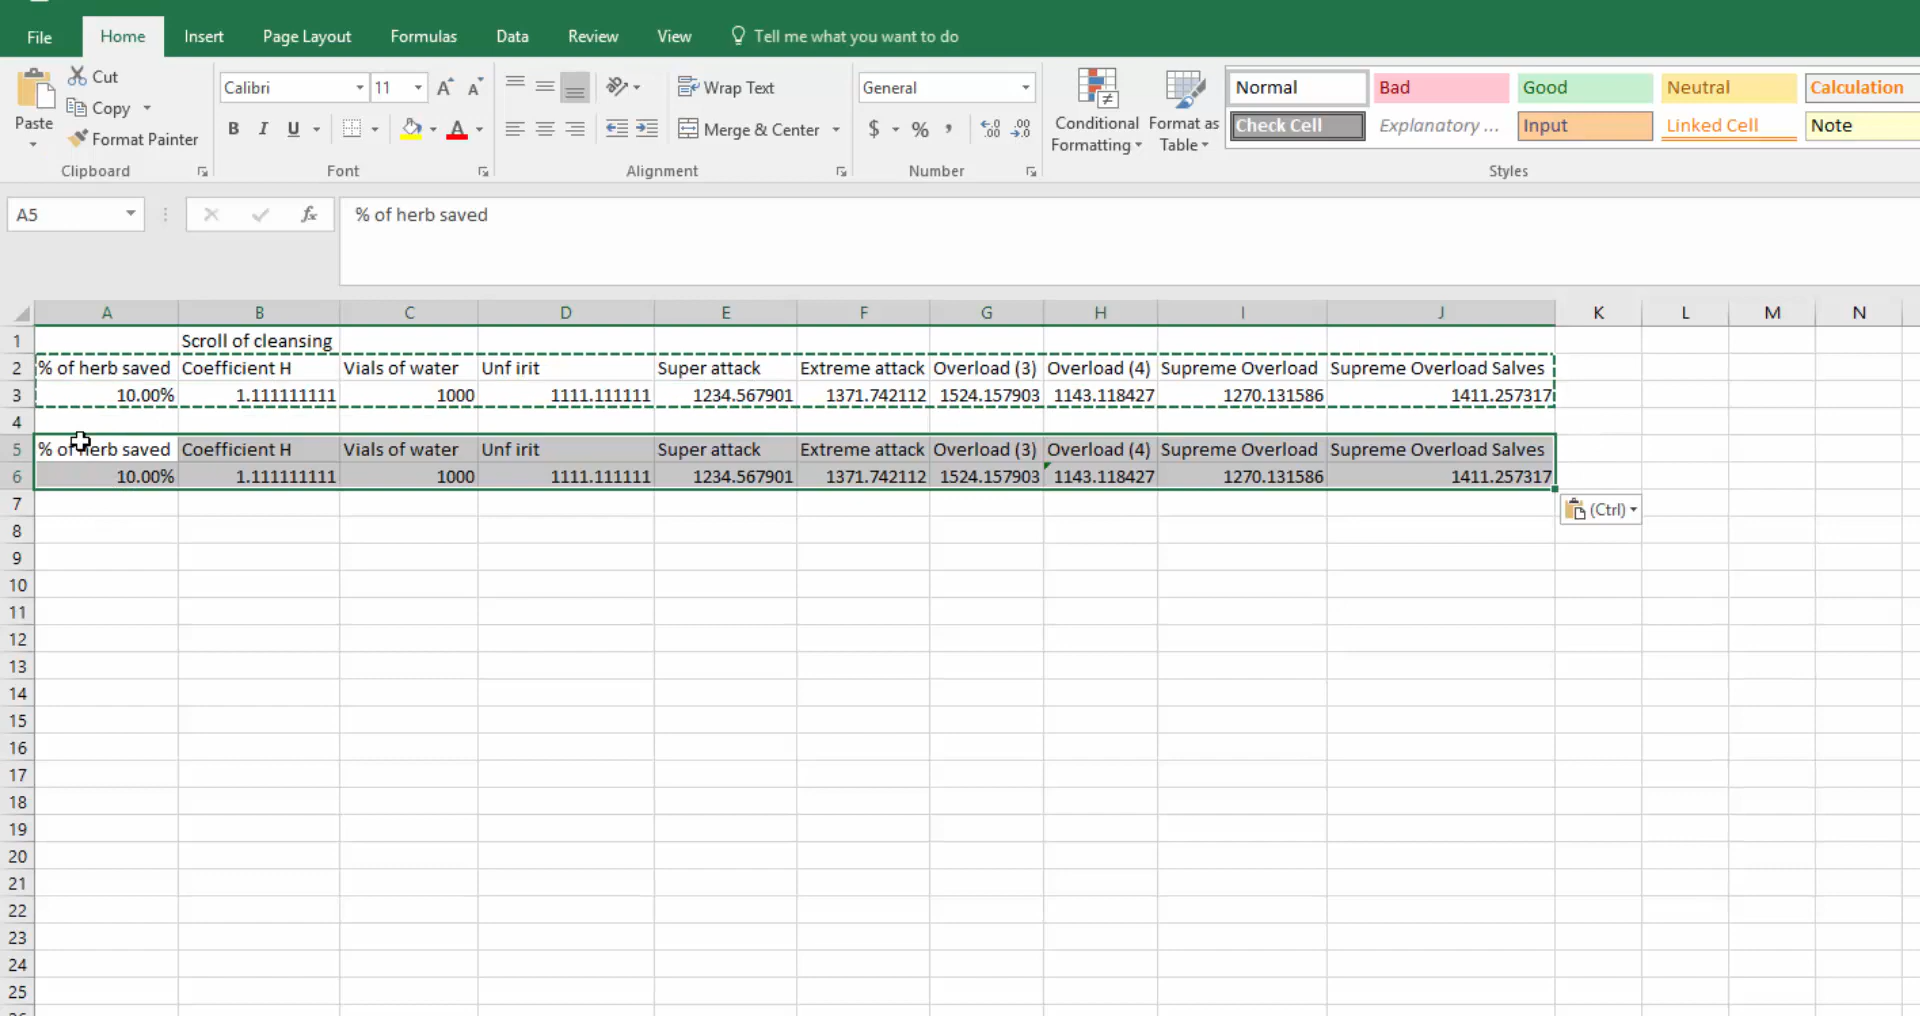 File Home Insert Page Layout Formulas Data Review View Tell me what you want to do
Paste
Cut
Copy
Format Painter
Clipboard
Calibri 11
B I U
Font
Wrap Text
Merge & Center
Alignment
General
$ % ,
Number
Conditional Formatting
Format as Table
Normal Bad Good Neutral Calculation
Check Cell Explanatory ... Input Linked Cell Note
Styles
A5 fx % of herb saved
A B C D E F G H I J K L M N
1 Scroll of cleansing
2 % of herb saved Coefficient H Vials of water Unf irit Super attack Extreme attack Overload (3) Overload (4) Supreme Overload Supreme Overload Salves
3 10.00% 1.111111111 1000 1111.111111 1234.567901 1371.742112 1524.157903 1143.118427 1270.131586 1411.257317
4
5 % of herb saved Coefficient H Vials of water Unf irit Super attack Extreme attack Overload (3) Overload (4) Supreme Overload Supreme Overload Salves
6 10.00% 1.111111111 1000 1111.111111 1234.567901 1371.742112 1524.157903 1143.118427 1270.131586 1411.257317
(Ctrl)
7
8
9
10
11
12
13
14
15
16
17
18
19
20
21
22
23
24
25